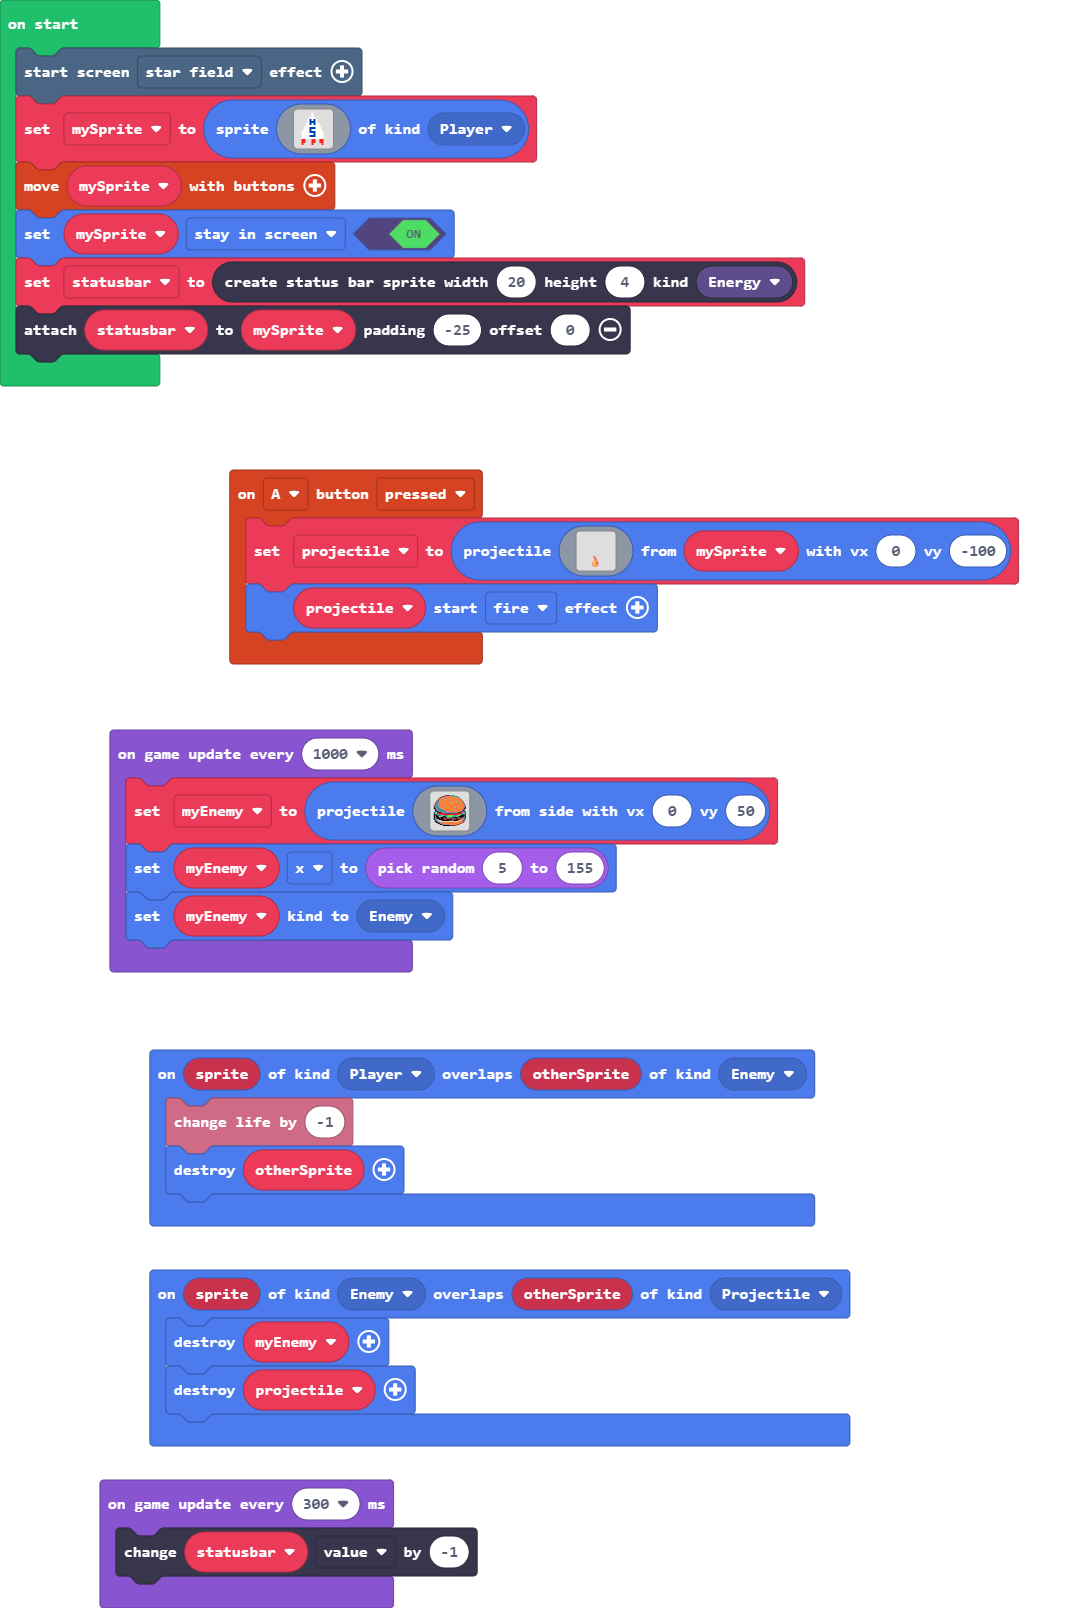 on start
start screen star field effect
set mySprite to sprite H S of kind Player
move mySprite with buttons
set mySprite stay in screen ON
set statusbar to create status bar sprite width 20 height 4 kind Energy
attach statusbar to mySprite padding -25 offset 0
on A button pressed
set projectile to projectile from mySprite with vx 0 vy -100
projectile start fire effect
on game update every 1000 ms
set myEnemy to projectile from side with vx 0 vy 50
set myEnemy x to pick random 5 to 155
set myEnemy kind to Enemy
on sprite of kind Player overlaps otherSprite of kind Enemy
change life by -1
destroy otherSprite
on sprite of kind Enemy overlaps otherSprite of kind Projectile
destroy myEnemy
destroy projectile
on game update every 300 ms
change statusbar value by -1